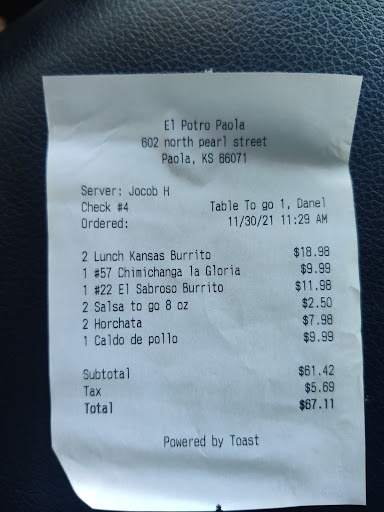 El Potro Paola
602 north pearl street
Paola, KS 66071
Server: Jocob H
Check #4 Table To go 1, Danel
Ordered: 11/30/21 11:29 AM
2 Lunch Kansas Burrito $18.98
1 #57 Chimichanga la Gloria $9.99
1 #22 El Sabroso Burrito $11.98
2 Salsa to go 8 oz $2.50
2 Horchata $7.98
1 Caldo de pollo $9.99
Subtotal $61.42
Tax $5.69
Total $67.11
Powered by Toast